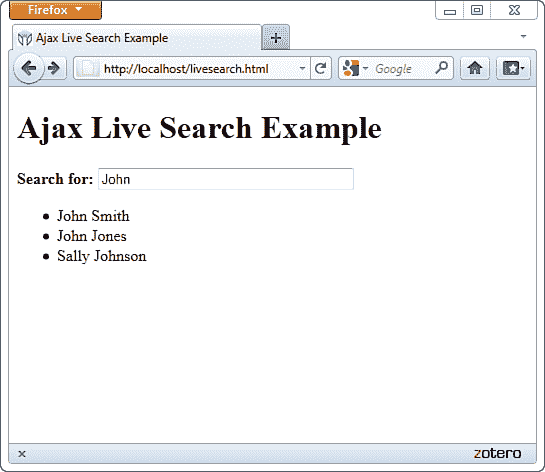 Firefox
Ajax Live Search Example
http://localhost/livesearch.html
Google
Ajax Live Search Example
Search for: John
John Smith
John Jones
Sally Johnson
zotero